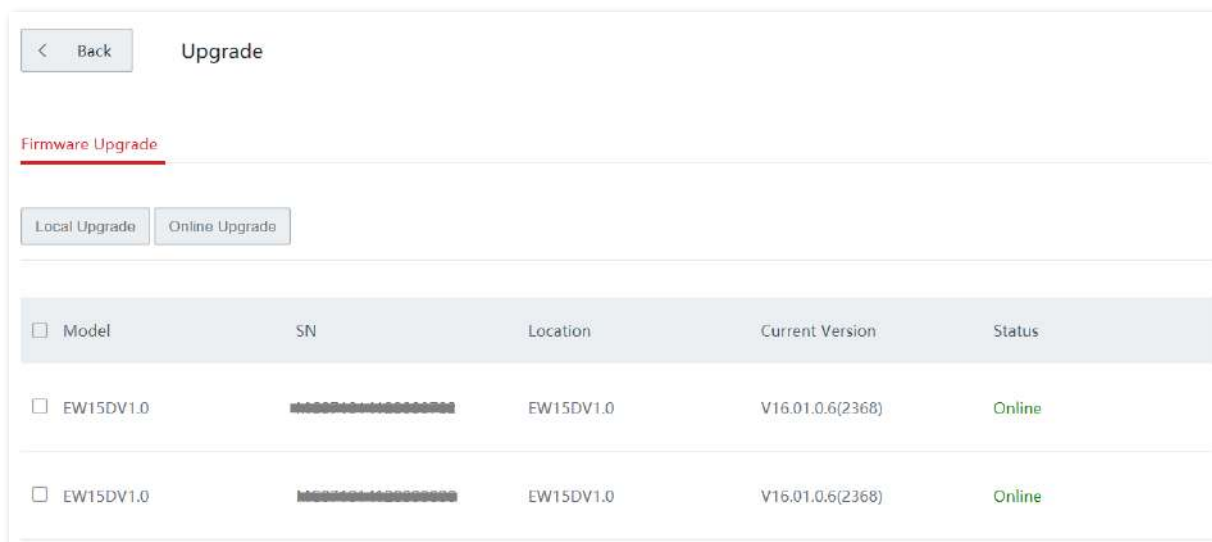 Back Upgrade
Firmware Upgrade
Local Upgrade Online Upgrade
Model SN Location Current Version Status
EW15DV1.0 EW15DV1.0 V16.01.0.6(2368) Online
EW15DV1.0 EW15DV1.0 V16.01.0.6(2368) Online